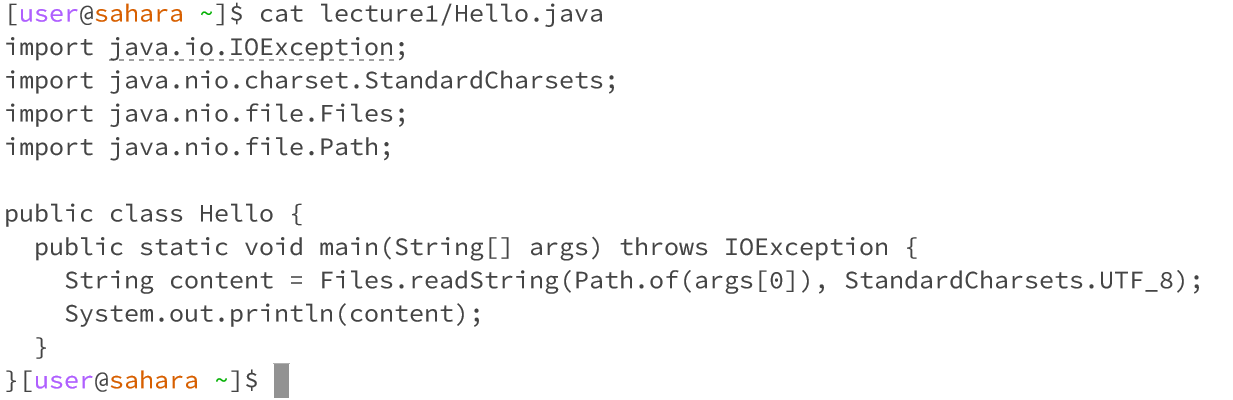 [user@sahara ~]$ cat lecture1/Hello.java
import java.io.IOException;
import java.nio.charset.StandardCharsets;
import java.nio.file.Files;
import java.nio.file.Path;

public class Hello {
  public static void main(String[] args) throws IOException {
    String content = Files.readString(Path.of(args[0]), StandardCharsets.UTF_8);
    System.out.println(content);
  }
}[user@sahara ~]$